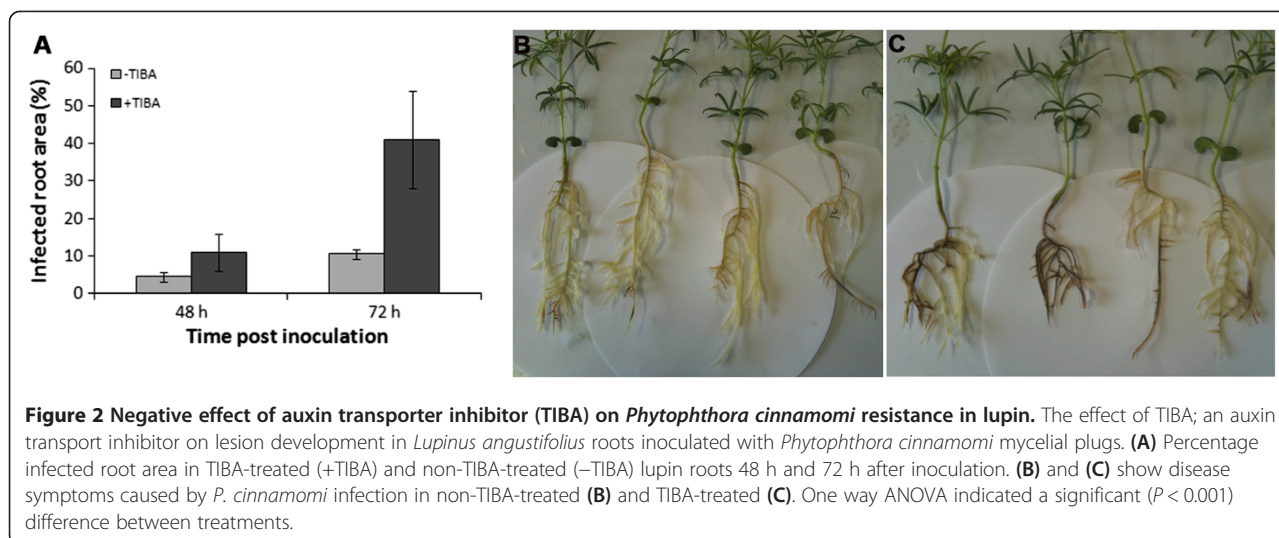 A
60
50
40
30
20
10
0
Infected root area (%)
-TIBA
+TIBA
48 h
72 h
Time post inoculation
B
C
Figure 2 Negative effect of auxin transporter inhibitor (TIBA) on Phytophthora cinnamomi resistance in lupin. The effect of TIBA; an auxin
transport inhibitor on lesion development in Lupinus angustifolius roots inoculated with Phytophthora cinnamomi mycelial plugs. (A) Percentage
infected root area in TIBA-treated (+TIBA) and non-TIBA-treated (−TIBA) lupin roots 48 h and 72 h after inoculation. (B) and (C) show disease
symptoms caused by P. cinnamomi infection in non-TIBA-treated (B) and TIBA-treated (C). One way ANOVA indicated a significant (P < 0.001)
difference between treatments.